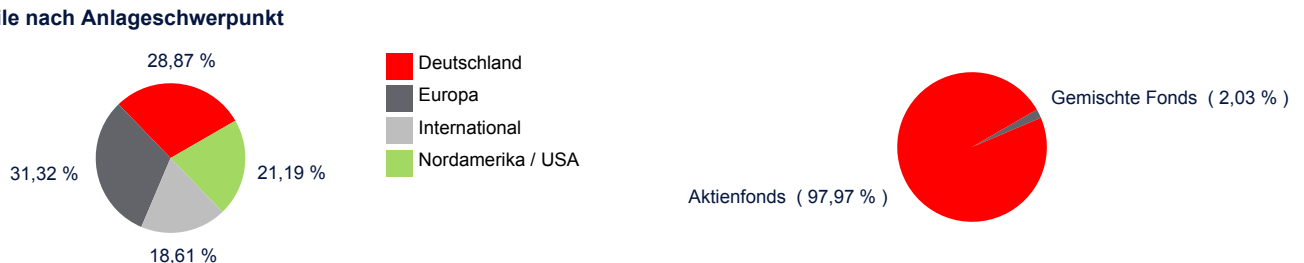 nach Anlageschwerpunkt
28,87 %
31,32 %
21,19 %
18,61 %
Deutschland
Europa
International
Nordamerika / USA
Gemischte Fonds ( 2,03 % )
Aktienfonds ( 97,97 % )